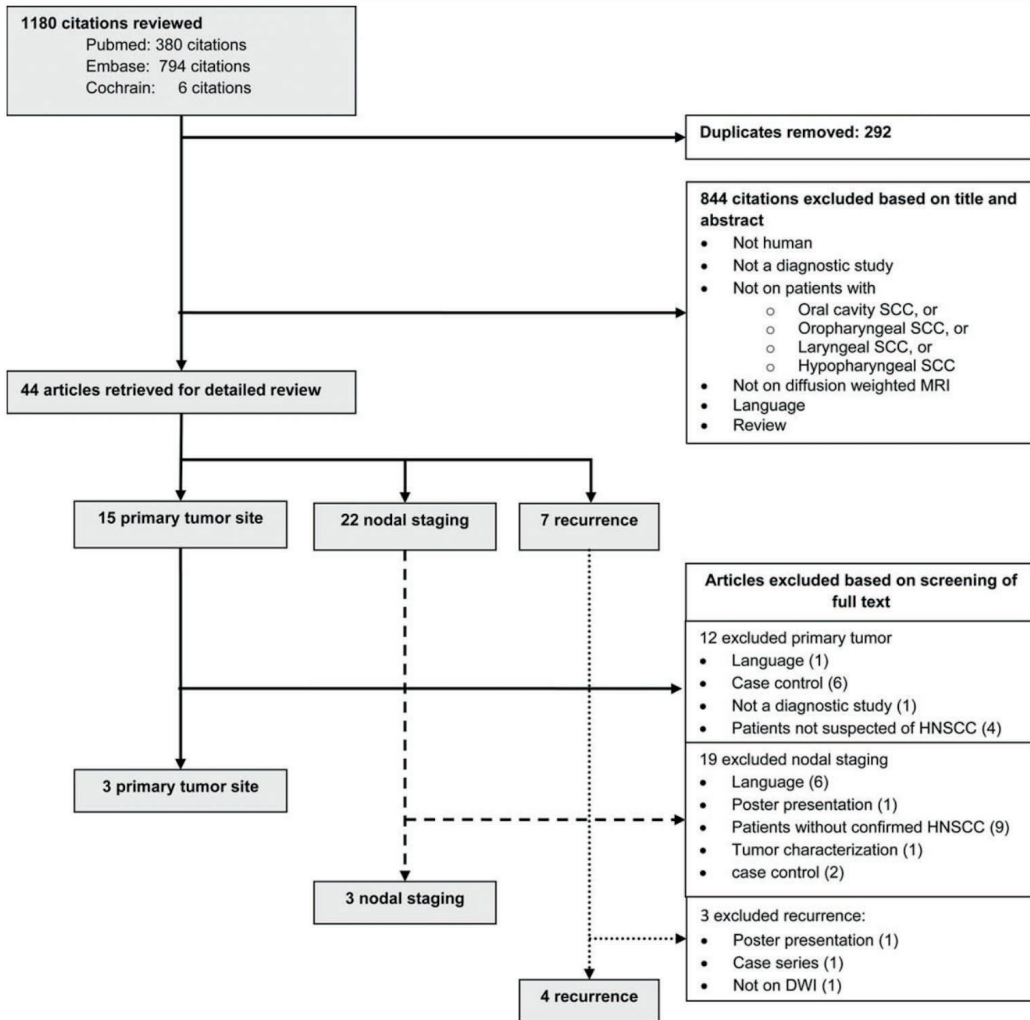 1180 citations reviewed
Pubmed: 380 citations
Embase: 794 citations
Cochrain: 6 citations
Duplicates removed: 292
844 citations excluded based on title and
abstract
• Not human
• Not a diagnostic study
• Not on patients with
○ Oral cavity SCC, or
○ Oropharyngeal SCC, or
○ Laryngeal SCC, or
○ Hypopharyngeal SCC
• Not on diffusion weighted MRI
• Language
• Review
44 articles retrieved for detailed review
15 primary tumor site
22 nodal staging
7 recurrence
Articles excluded based on screening of
full text
12 excluded primary tumor
• Language (1)
• Case control (6)
• Not a diagnostic study (1)
• Patients not suspected of HNSCC (4)
3 primary tumor site
19 excluded nodal staging
• Language (6)
• Poster presentation (1)
• Patients without confirmed HNSCC (9)
• Tumor characterization (1)
• case control (2)
3 nodal staging
3 excluded recurrence:
• Poster presentation (1)
• Case series (1)
• Not on DWI (1)
4 recurrence